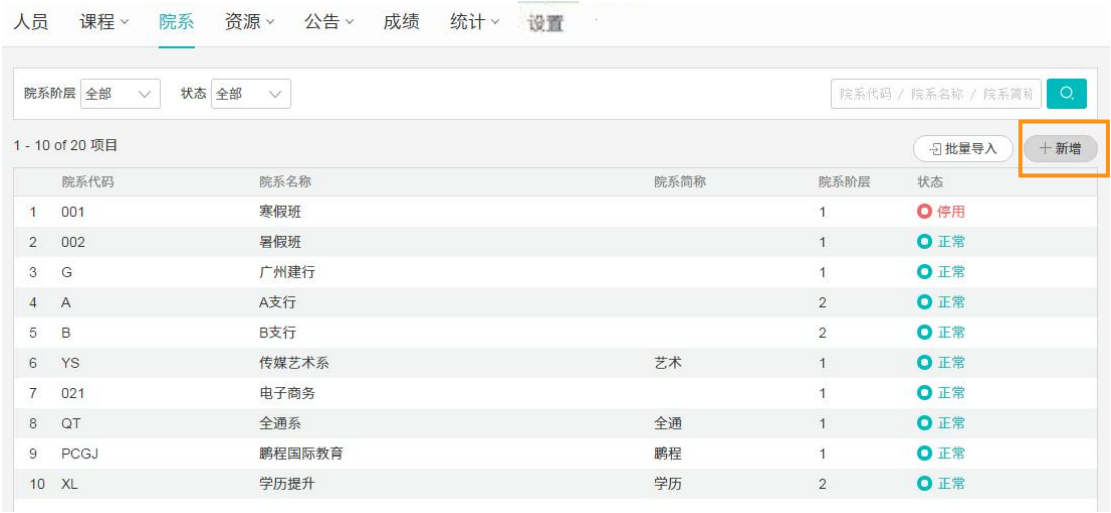 人员 课程 院系 资源 公告 成绩 统计 设置
院系阶层 全部 状态 全部 院系代码 / 院系名称 / 院系简称
1 - 10 of 20 项目 批量导入 新增
院系代码 院系名称 院系简称 院系阶层 状态
1 001 寒假班 1 停用
2 002 暑假班 1 正常
3 G 广州建行 1 正常
4 A A支行 2 正常
5 B B支行 2 正常
6 YS 传媒艺术系 艺术 1 正常
7 021 电子商务 1 正常
8 QT 全通系 全通 1 正常
9 PCGJ 鹏程国际教育 鹏程 1 正常
10 XL 学历提升 学历 2 正常